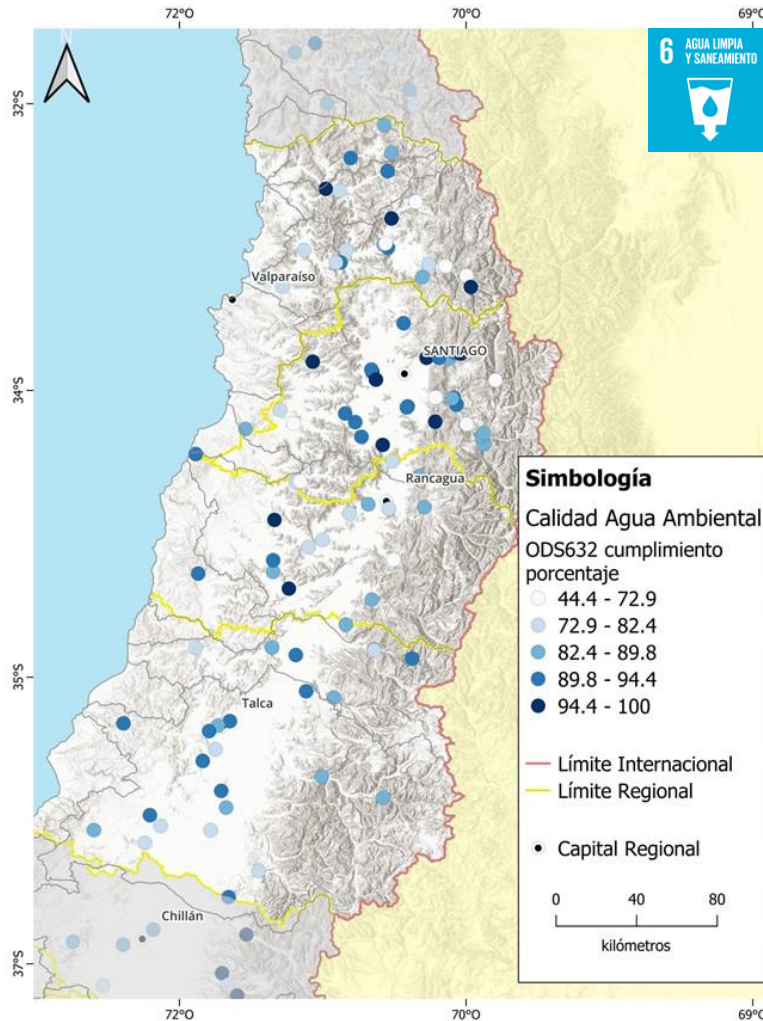 72°O 70°O 69°O
N
6 AGUA LIMPIA
Y SANEAMIENTO
32°S
Valparaíso
SANTIAGO
34°S
Rancagua
Simbología
Calidad Agua Ambiental
ODS632 cumplimiento
porcentaje
44.4 - 72.9
72.9 - 82.4
82.4 - 89.8
89.8 - 94.4
94.4 - 100
Límite Internacional
Límite Regional
Capital Regional
0 40 80
kilómetros
35°S
Talca
Chillán
37°S
72°O 70°O 69°O